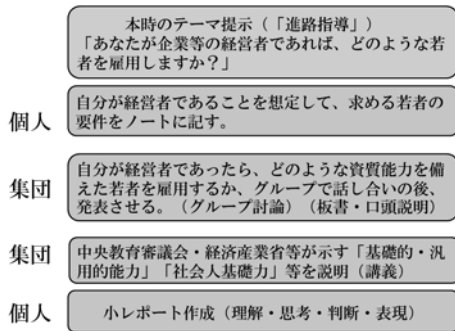 本時のテーマ提示（「進路指導」）
「あなたが企業等の経営者であれば、どのような若
者を雇用しますか？」
個人
自分が経営者であることを想定して、求める若者の
要件をノートに記す。
集団
自分が経営者であったら、どのような資質能力を備
えた若者を雇用するか、グループで話し合いの後、
発表させる。（グループ討論）（板書・口頭説明）
集団
中央教育審議会・経済産業省等が示す「基礎的・汎
用的能力」「社会人基礎力」等を説明（講義）
個人
小レポート作成（理解・思考・判断・表現）